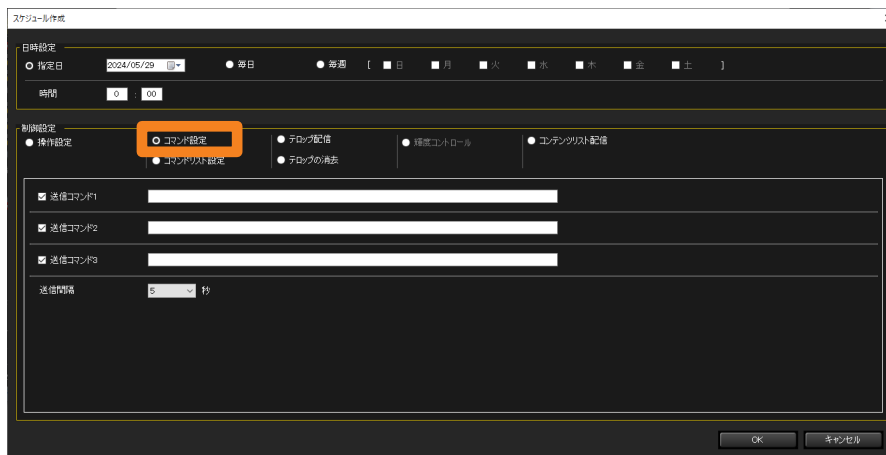 スケジュール作成
日時設定
指定日 2024/05/29 毎日 毎週 [ 日 月 火 水 木 金 土 ]
時間 0 : 00
制御設定
操作設定 コマンド設定 テロップ配信 輝度コントロール コンテンツリスト配信
コマンドリスト設定 テロップの消去
送信コマンド1
送信コマンド2
送信コマンド3
送信間隔 5 秒
OK キャンセル